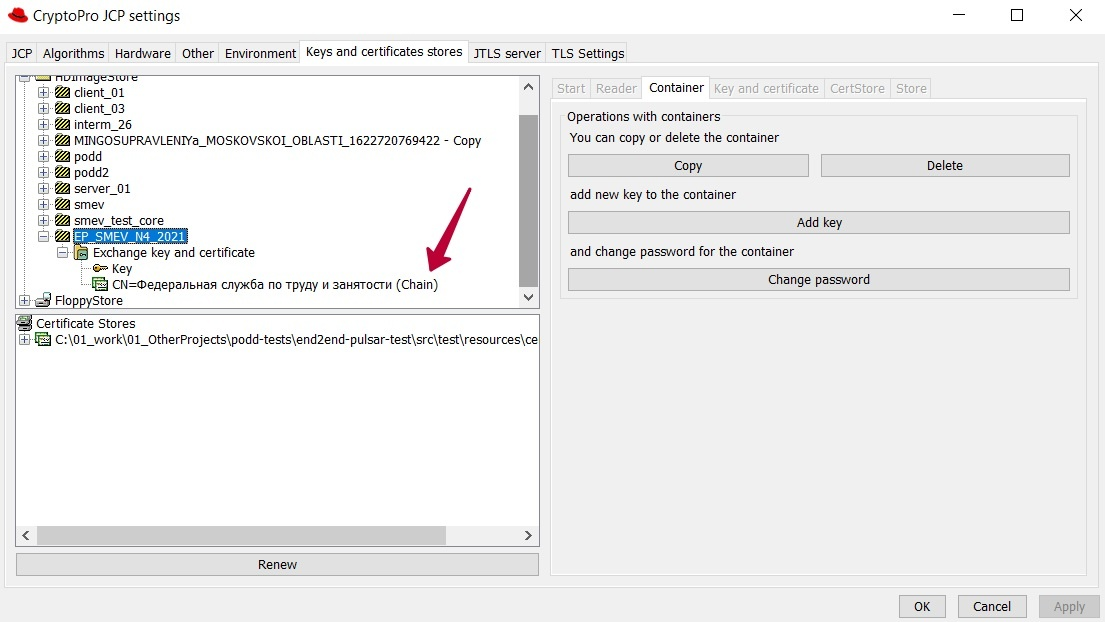 CryptoPro JCP settings
JCP Algorithms Hardware Other Environment Keys and certificates stores JTLS server TLS Settings
HDImageStore
client_01
client_03
interm_26
MINGOSUPRAVLENIYa_MOSKOVSKOI_OBLASTI_1622720769422 - Copy
podd
podd2
server_01
smev
smev_test_core
EP_SMEV_N4_2021
Exchange key and certificate
Key
CN=Федеральная служба по труду и занятости (Chain)
FloppyStore
Certificate Stores
C:\01_work\01_OtherProjects\podd-tests\end2end-pulsar-test\src\test\resources\ce
Renew
Start Reader Container Key and certificate CertStore Store
Operations with containers
You can copy or delete the container
Copy Delete
add new key to the container
Add key
and change password for the container
Change password
OK Cancel Apply